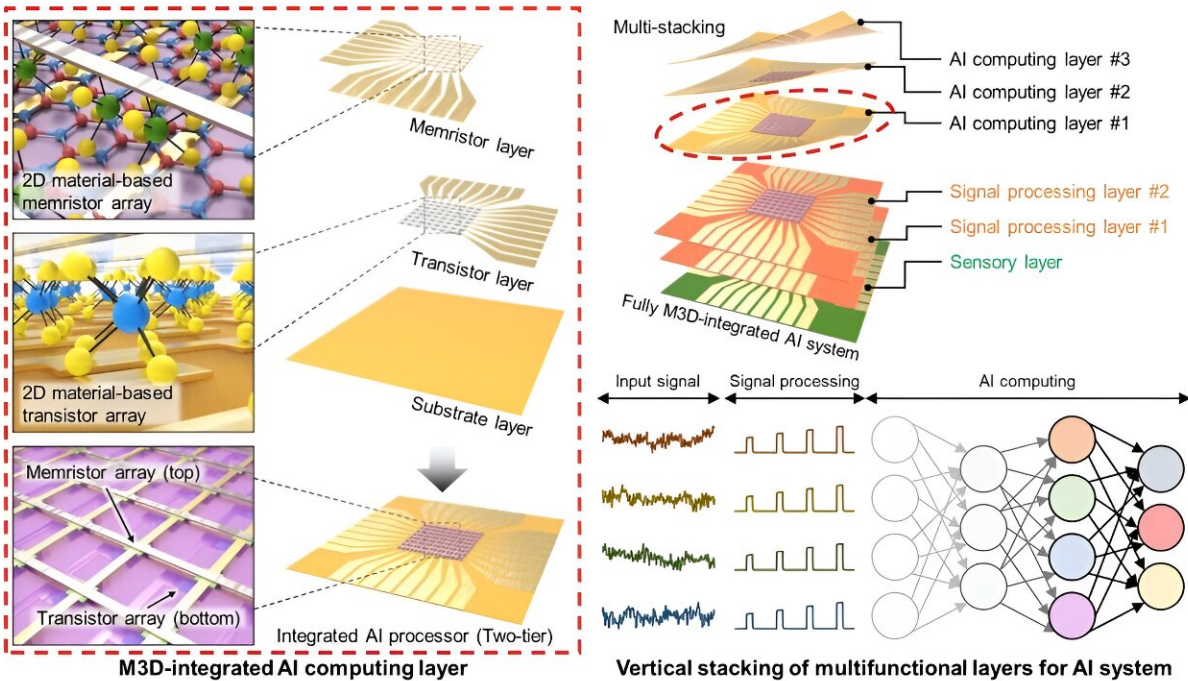 2D material-based
memristor array
Memristor layer
2D material-based
transistor array
Transistor layer
Substrate layer
Memristor array (top)
Transistor array (bottom)
Integrated AI processor (Two-tier)
M3D-integrated AI computing layer
Multi-stacking
AI computing layer #3
AI computing layer #2
AI computing layer #1
Signal processing layer #2
Signal processing layer #1
Sensory layer
Fully M3D-integrated AI system
Input signal
Signal processing
AI computing
Vertical stacking of multifunctional layers for AI system